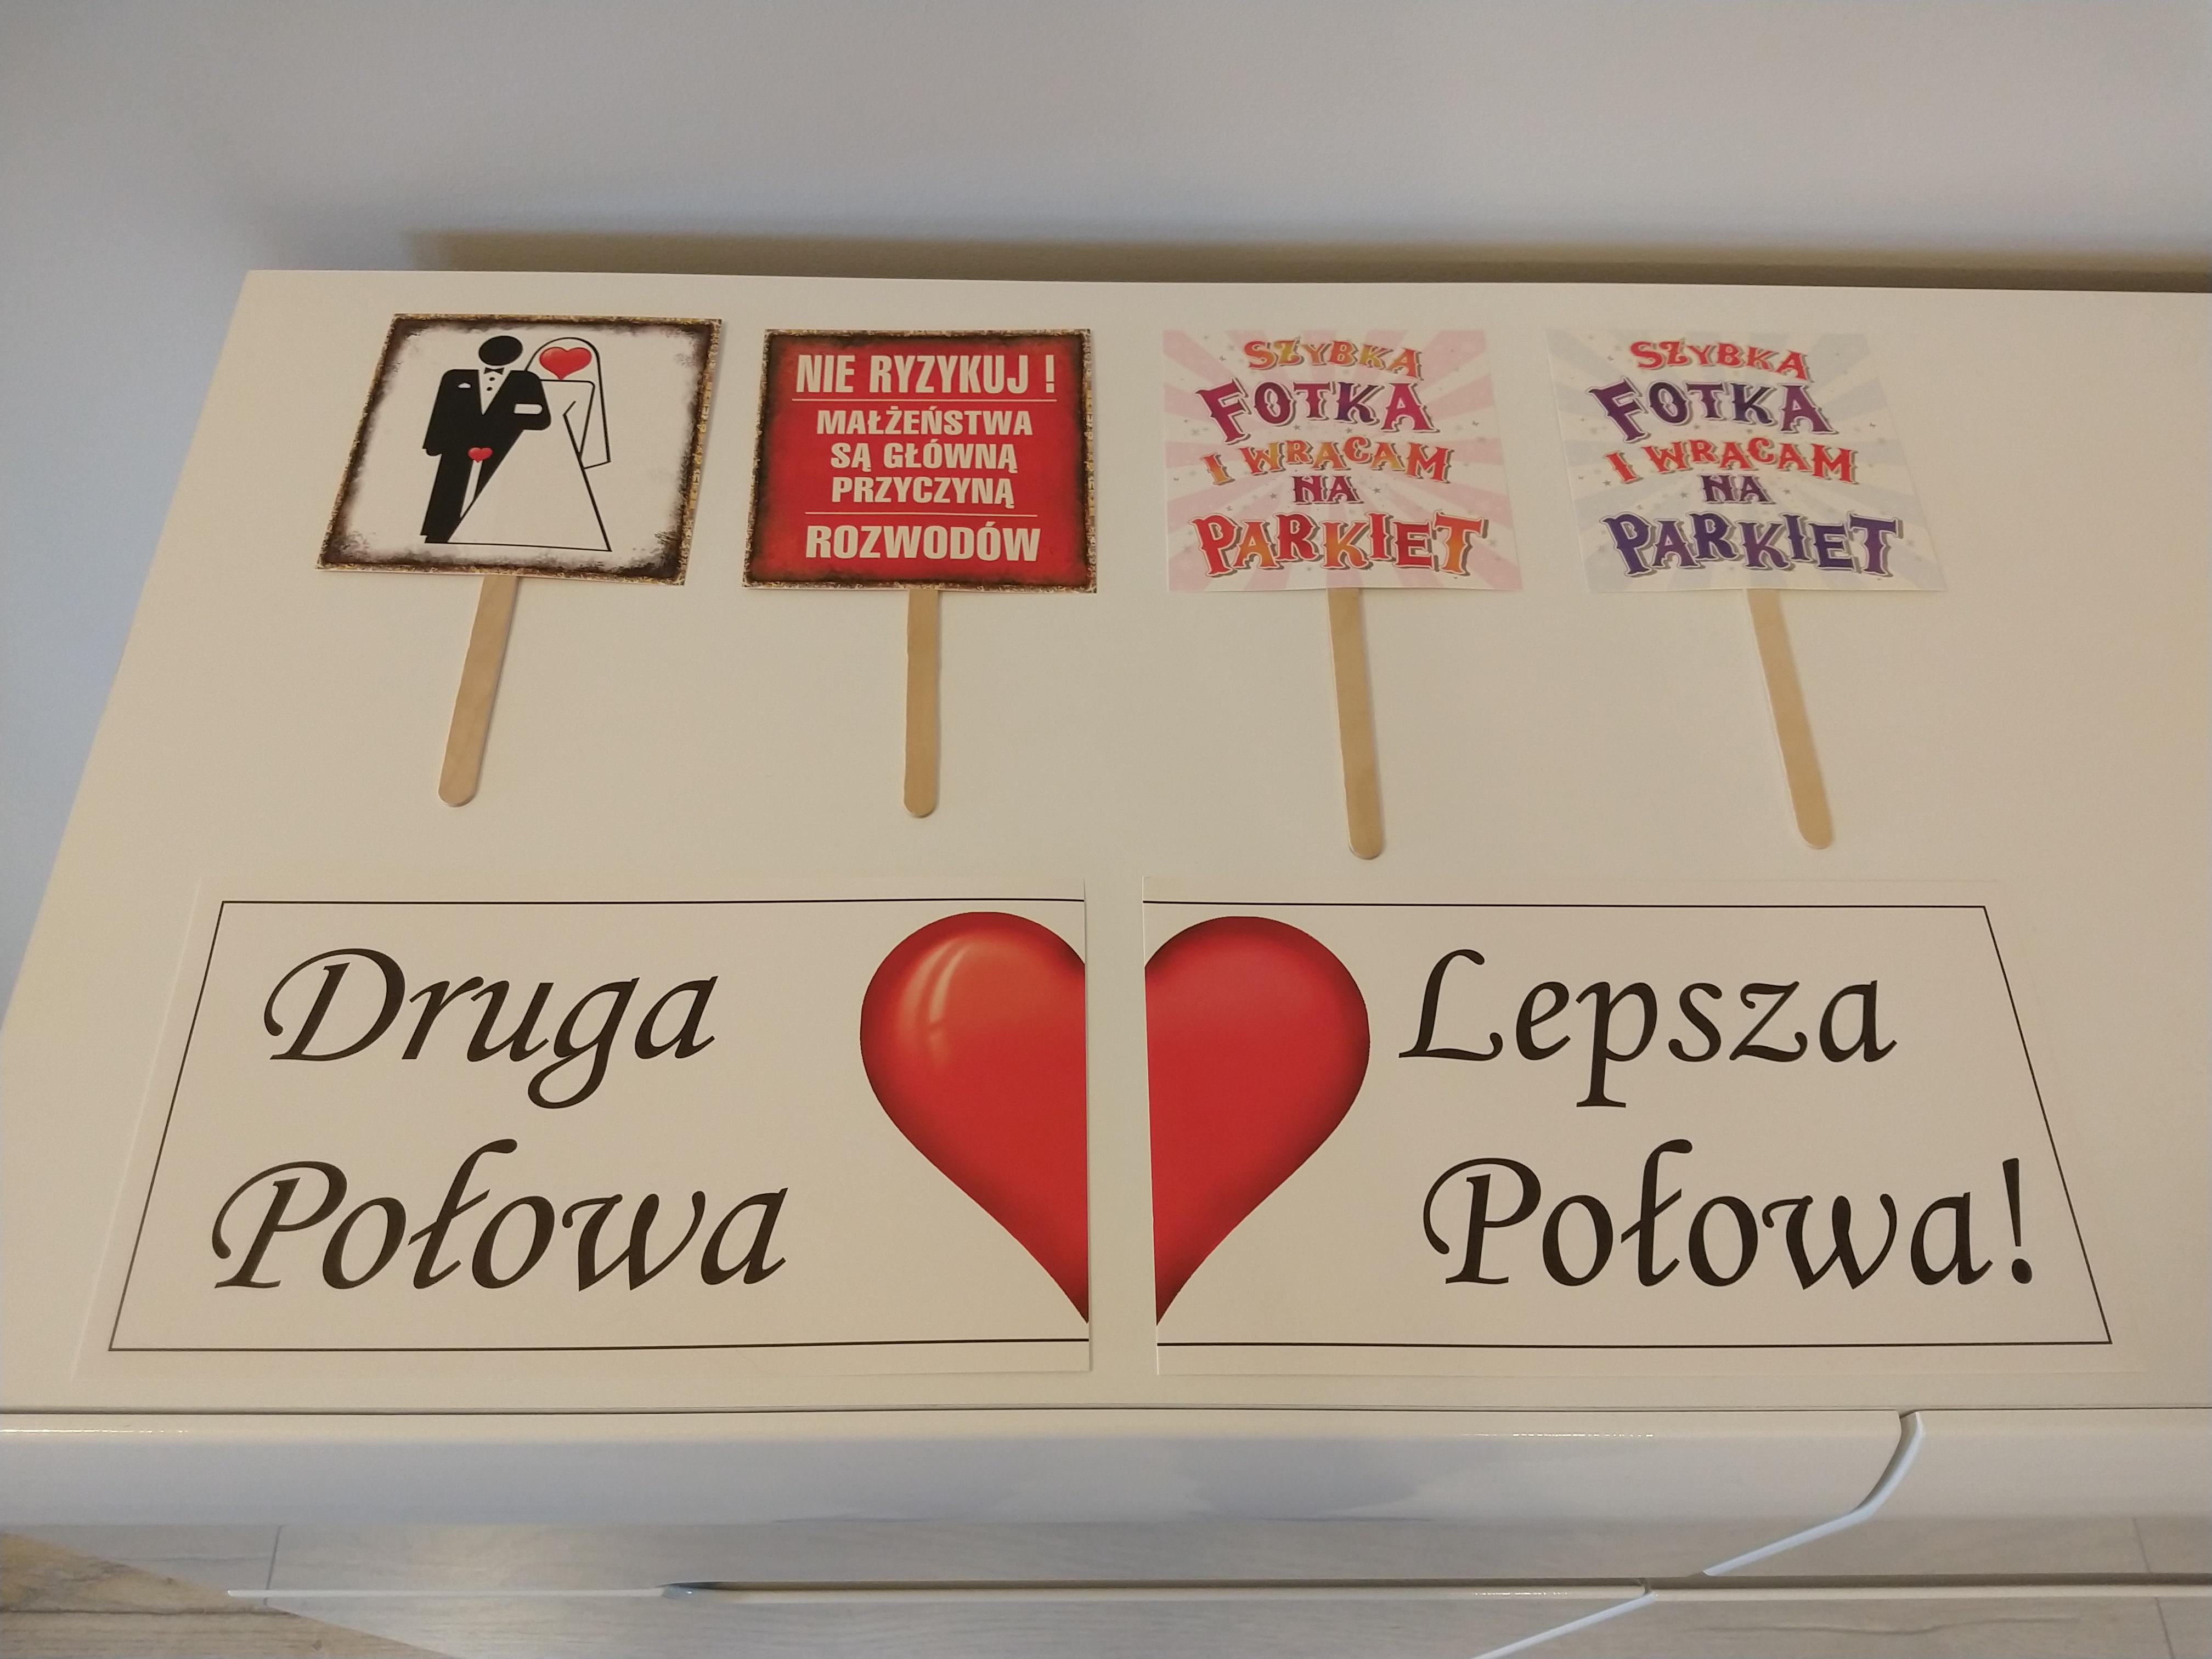 NIE RYZYKUJ !
MAŁŻEŃSTWA
SĄ GŁÓWNĄ
PRZYCZYNĄ
ROZWODÓW
SZYBKA
FOTKA
I WRACAM
NA
PARKIET
SZYBKA
FOTKA
I WRACAM
NA
PARKIET
Druga
Połowa
Lepsza
Połowa!